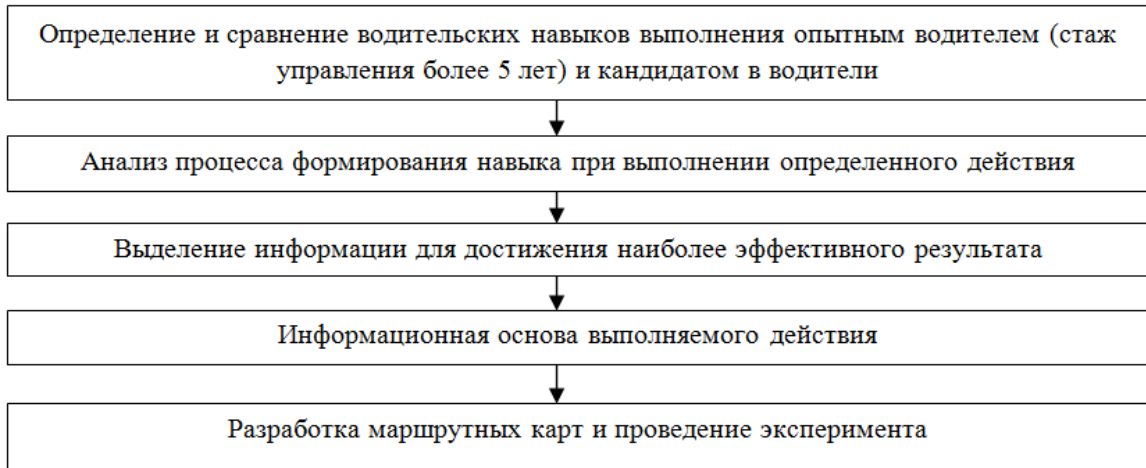 Определение и сравнение водительских навыков выполнения опытным водителем (стаж
управления более 5 лет) и кандидатом в водители
Анализ процесса формирования навыка при выполнении определенного действия
Выделение информации для достижения наиболее эффективного результата
Информационная основа выполняемого действия
Разработка маршрутных карт и проведение эксперимента